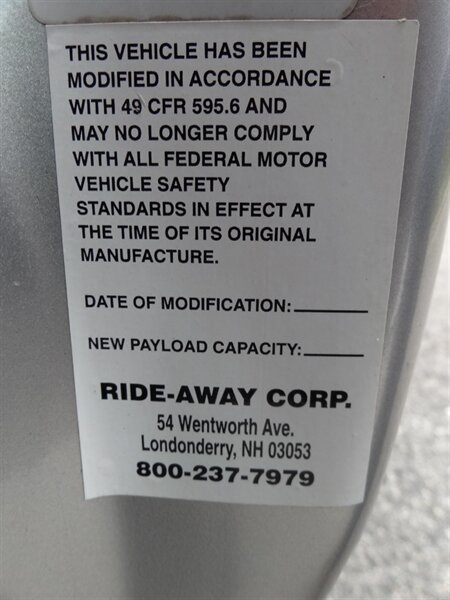 THIS VEHICLE HAS BEEN
MODIFIED IN ACCORDANCE
WITH 49 CFR 595.6 AND
MAY NO LONGER COMPLY
WITH ALL FEDERAL MOTOR
VEHICLE SAFETY
STANDARDS IN EFFECT AT
THE TIME OF ITS ORIGINAL
MANUFACTURE.
DATE OF MODIFICATION:
NEW PAYLOAD CAPACITY:
RIDE-AWAY CORP.
54 Wentworth Ave.
Londonderry, NH 03053
800-237-7979